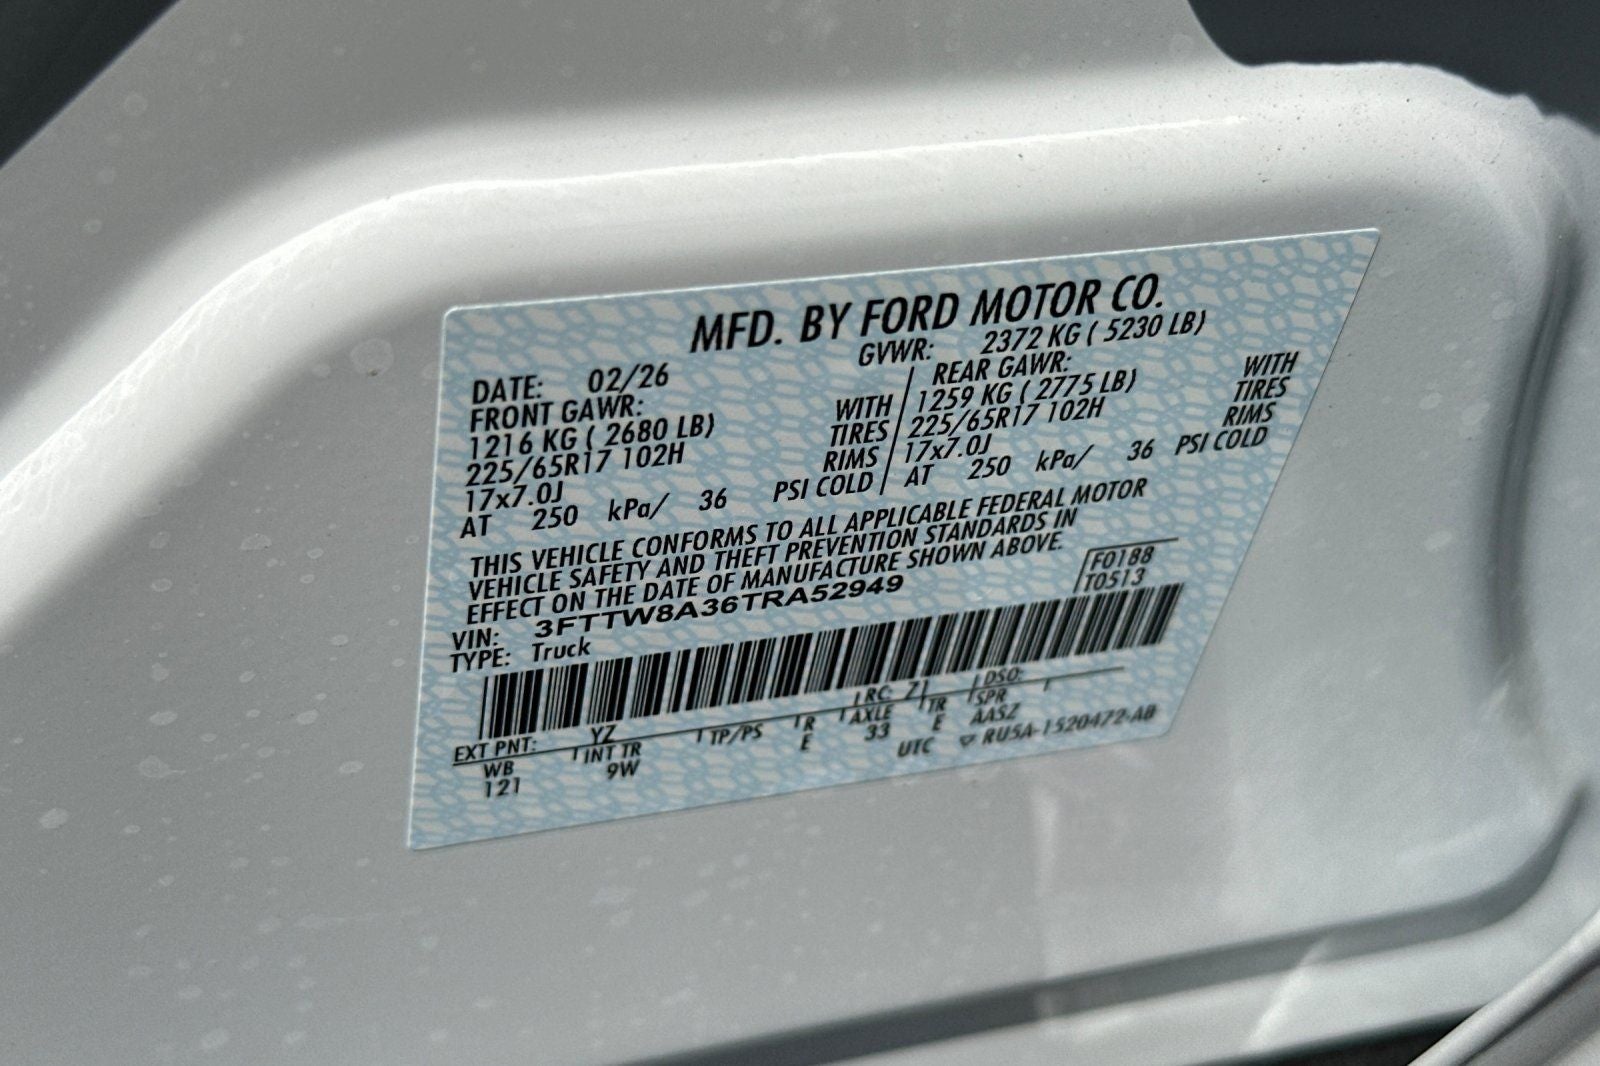 MFD. BY FORD MOTOR CO.
DATE: 02/26 GVWR: 2372 KG ( 5230 LB)
FRONT GAWR: REAR GAWR:
1216 KG ( 2680 LB) WITH 1259 KG ( 2775 LB) WITH
225/65R17 102H TIRES 225/65R17 102H TIRES
17x7.0J RIMS 17x7.0J RIMS
AT 250 kPa/ 36 PSI COLD AT 250 kPa/ 36 PSI COLD
THIS VEHICLE CONFORMS TO ALL APPLICABLE FEDERAL MOTOR
VEHICLE SAFETY AND THEFT PREVENTION STANDARDS IN
EFFECT ON THE DATE OF MANUFACTURE SHOWN ABOVE.
VIN: 3FTTW8A36TRA52949 F0188
TYPE: Truck T0513
EXT PNT: YZ RC: Z1 DSO:
WB INT TR TP/PS R AXLE TR SPR
121 9W E 33 E AASZ
UTC ▽ RU5A-1520472-AB